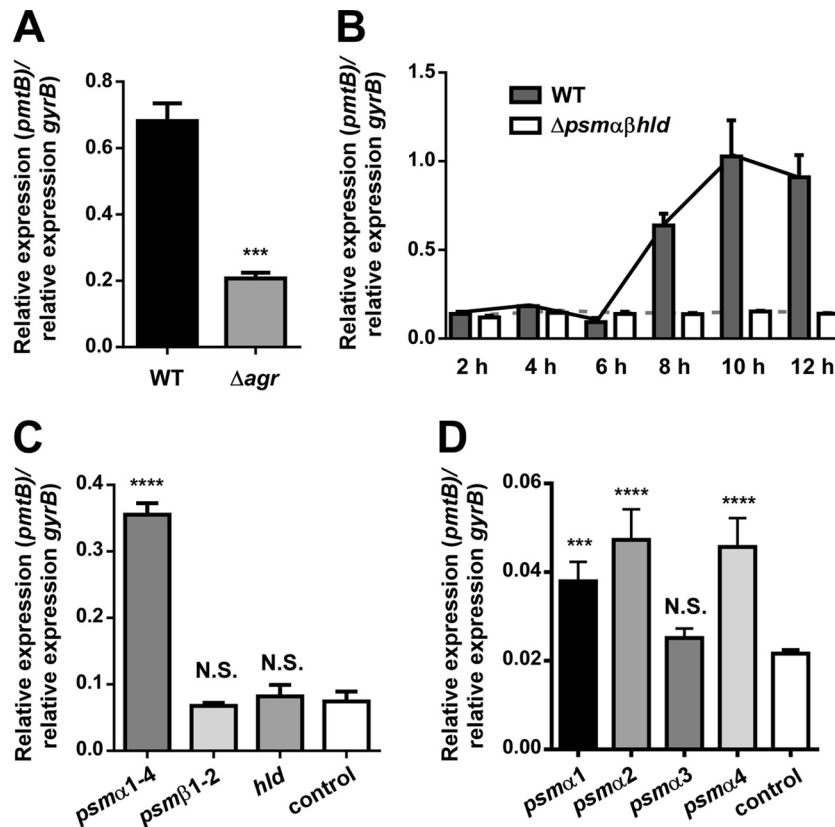 A
Relative expression (pmtB)/
relative expression gyrB)
0.8
0.6
0.4
0.2
0.0
***
WT
Δagr
B
Relative expression (pmtB)/
relative expression gyrB)
1.5
1.0
0.5
0.0
WT
Δpsmαβhld
2 h 4 h 6 h 8 h 10 h 12 h
C
Relative expression (pmtB)/
relative expression gyrB)
0.4
0.3
0.2
0.1
0.0
****
N.S.
N.S.
psmα1-4
psmβ1-2
hld
control
D
Relative expression (pmtB)/
relative expression gyrB)
0.06
0.04
0.02
0.00
***
****
N.S.
****
psmα1
psmα2
psmα3
psmα4
control